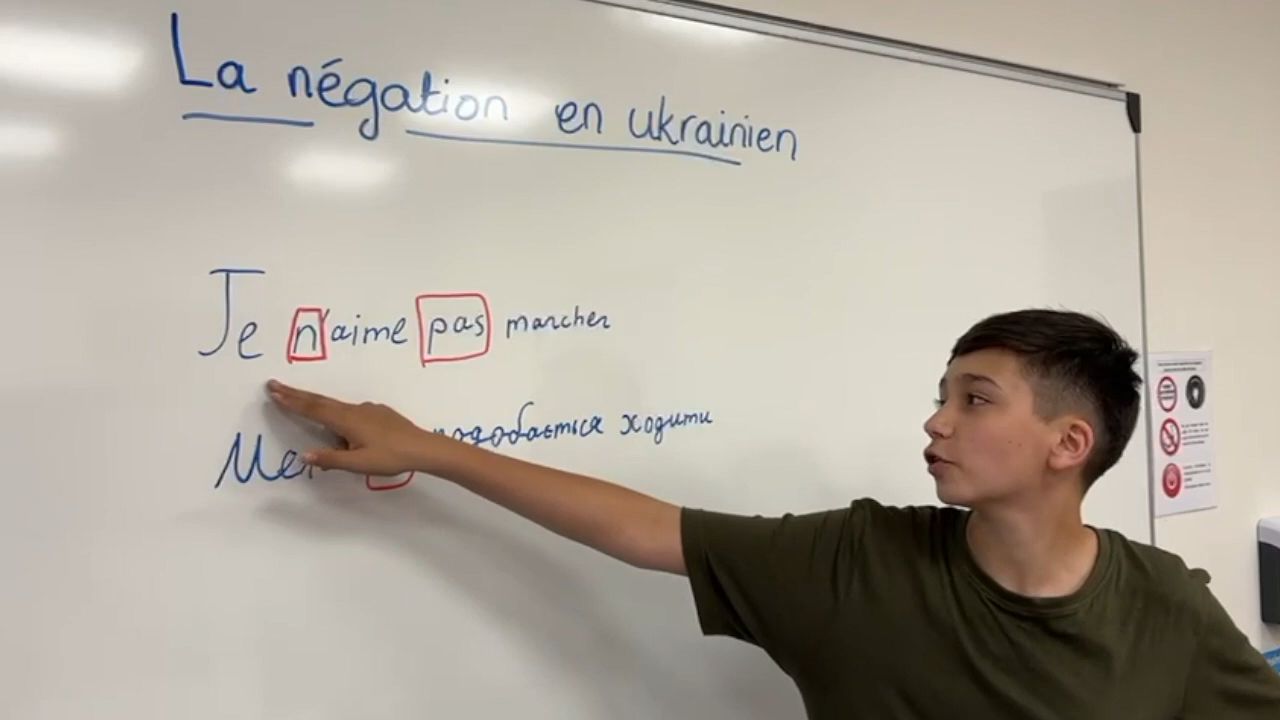 La négation en ukrainien
Je n'aime pas marcher
подобається ходити